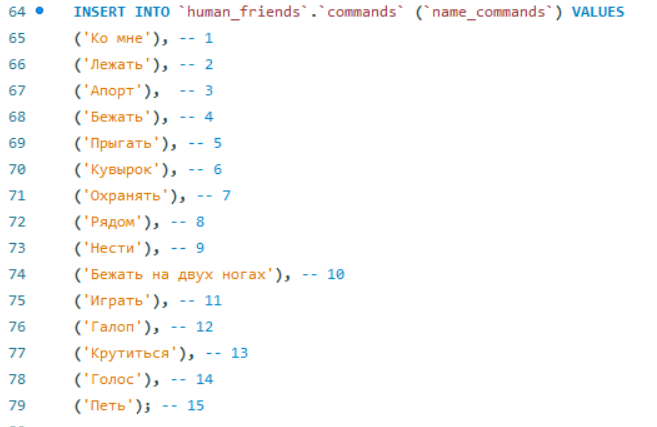 64 INSERT INTO `human_friends`.`commands` (`name_commands`) VALUES
65 ('Ко мне'), -- 1
66 ('Лежать'), -- 2
67 ('Апорт'),  -- 3
68 ('Бежать'), -- 4
69 ('Прыгать'), -- 5
70 ('Кувырок'), -- 6
71 ('Охранять'), -- 7
72 ('Рядом'), -- 8
73 ('Нести'), -- 9
74 ('Бежать на двух ногах'), -- 10
75 ('Играть'), -- 11
76 ('Галоп'), -- 12
77 ('Крутиться'), -- 13
78 ('Голос'), -- 14
79 ('Петь'); -- 15